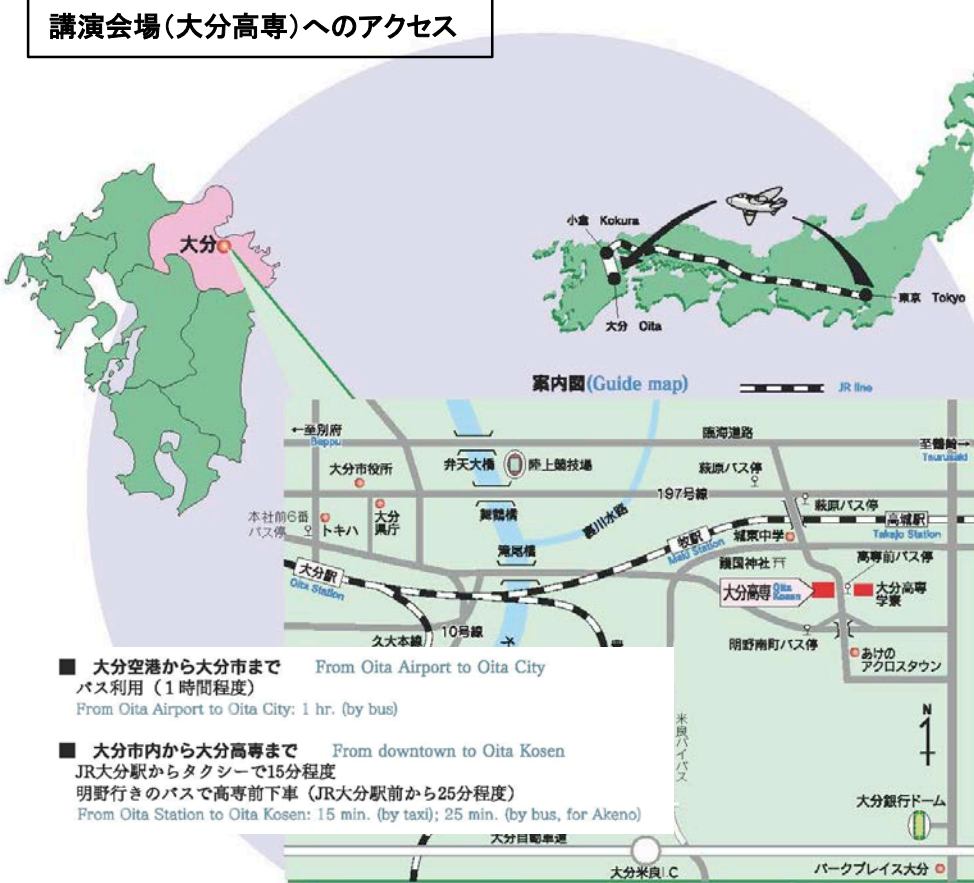 講演会場(大分高専)へのアクセス
大分
小倉 Kokura
東京 Tokyo
大分 Oita
案内図(Guide map)
JR line
←至別府
Beppu
臨海道路
至鶴崎→
Tsurusaki
大分市役所
弁天大橋
陸上競技場
萩原バス停
197号線
本社前6番
バス停
トキハ
大分
県庁
舞鶴橋
裏川水路
萩原バス停
高城駅
Takajo Station
滝尾橋
牧駅
Maki Station
城東中学
護国神社
高専前バス停
大分駅
Oita Station
大分高専
Oita
Kosen
大分高専
学寮
久大本線
10号線
明野南町バス停
あけの
アクロスタウン
■ 大分空港から大分市まで From Oita Airport to Oita City
バス利用(1時間程度)
From Oita Airport to Oita City: 1 hr. (by bus)
■ 大分市内から大分高専まで From downtown to Oita Kosen
JR大分駅からタクシーで15分程度
明野行きのバスで高専前下車(JR大分駅前から25分程度)
From Oita Station to Oita Kosen: 15 min. (by taxi); 25 min. (by bus, for Akeno)
米良バイパス
N
大分銀行ドーム
大分自動車道
大分米良I.C
パークプレイス大分